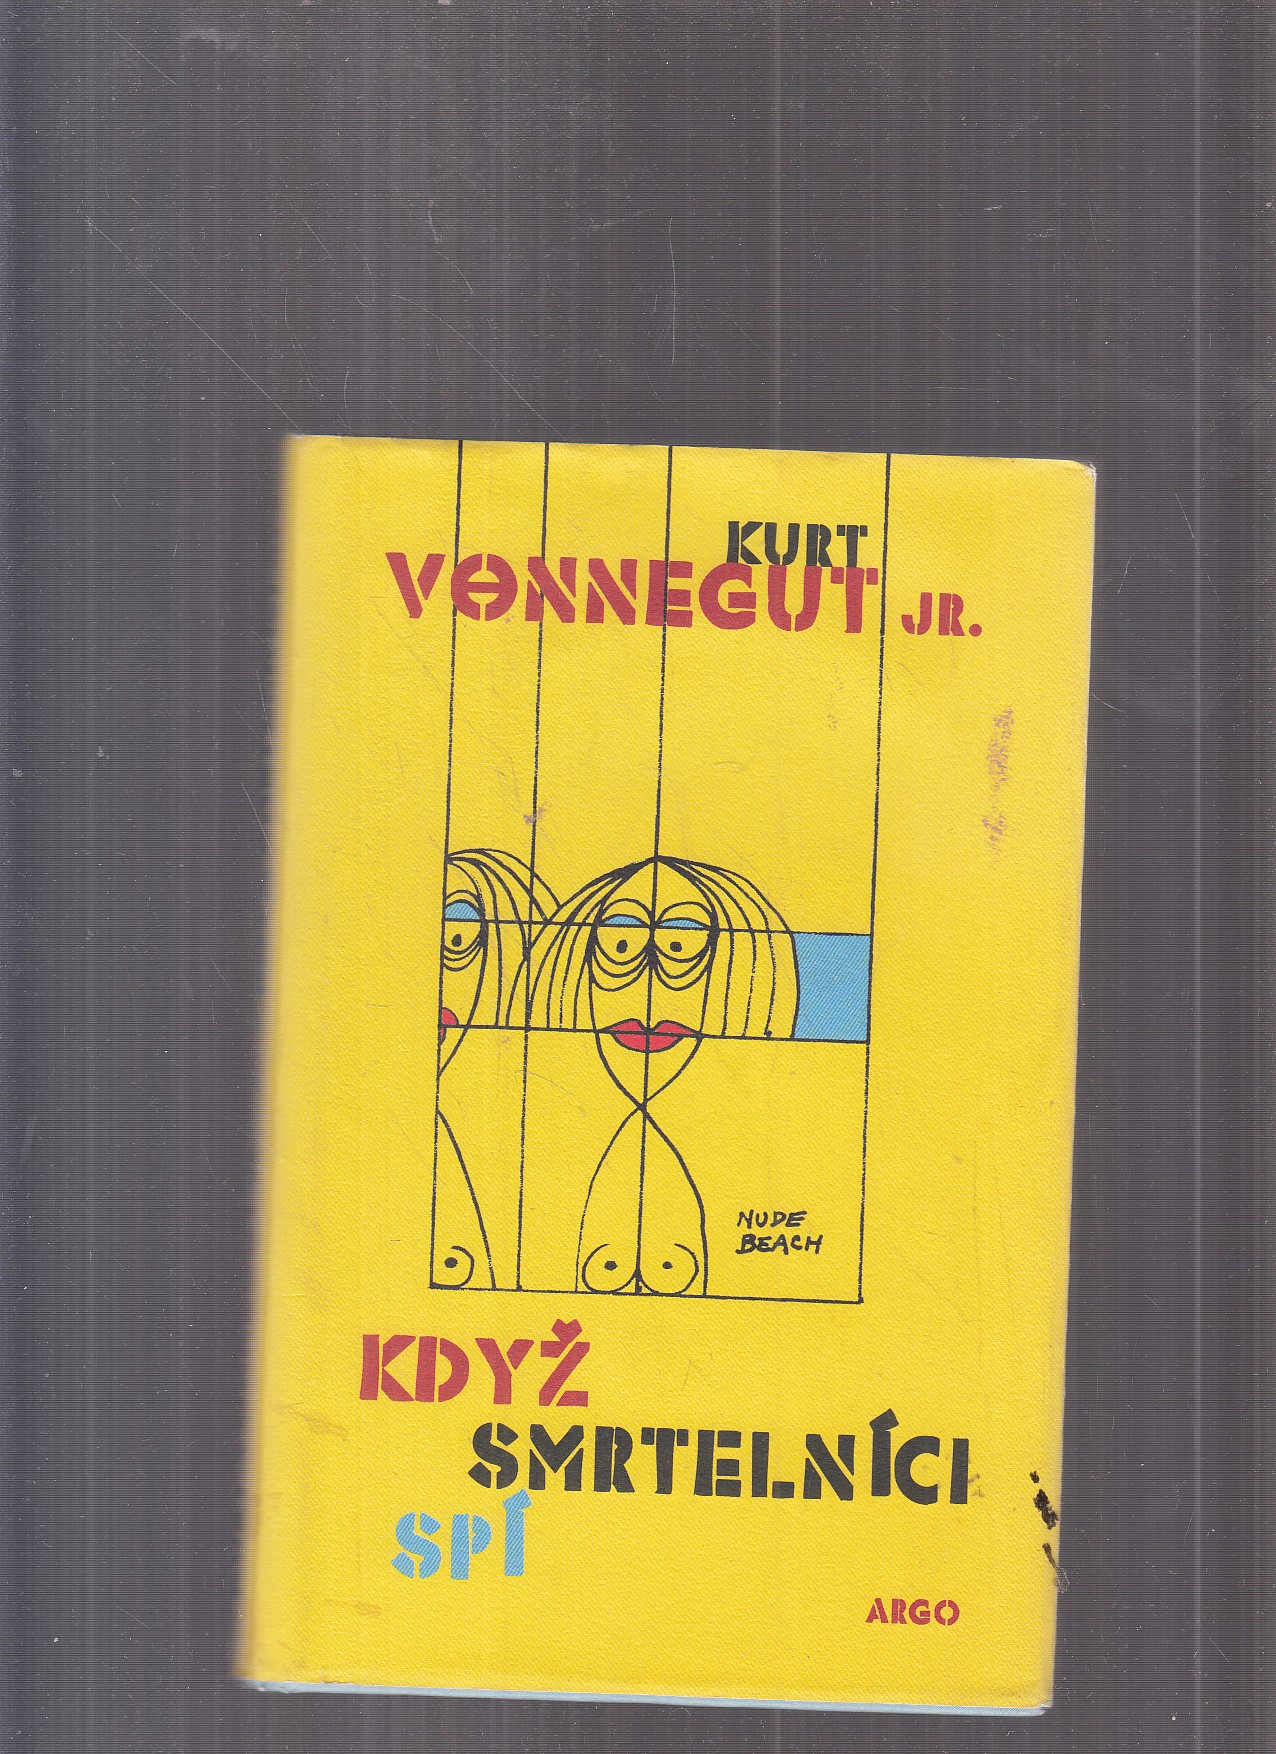 KURT
VONNEGUT JR.
NUDE
BEACH
KDYŽ
SMRTELNÍCI
SPÍ
ARGO